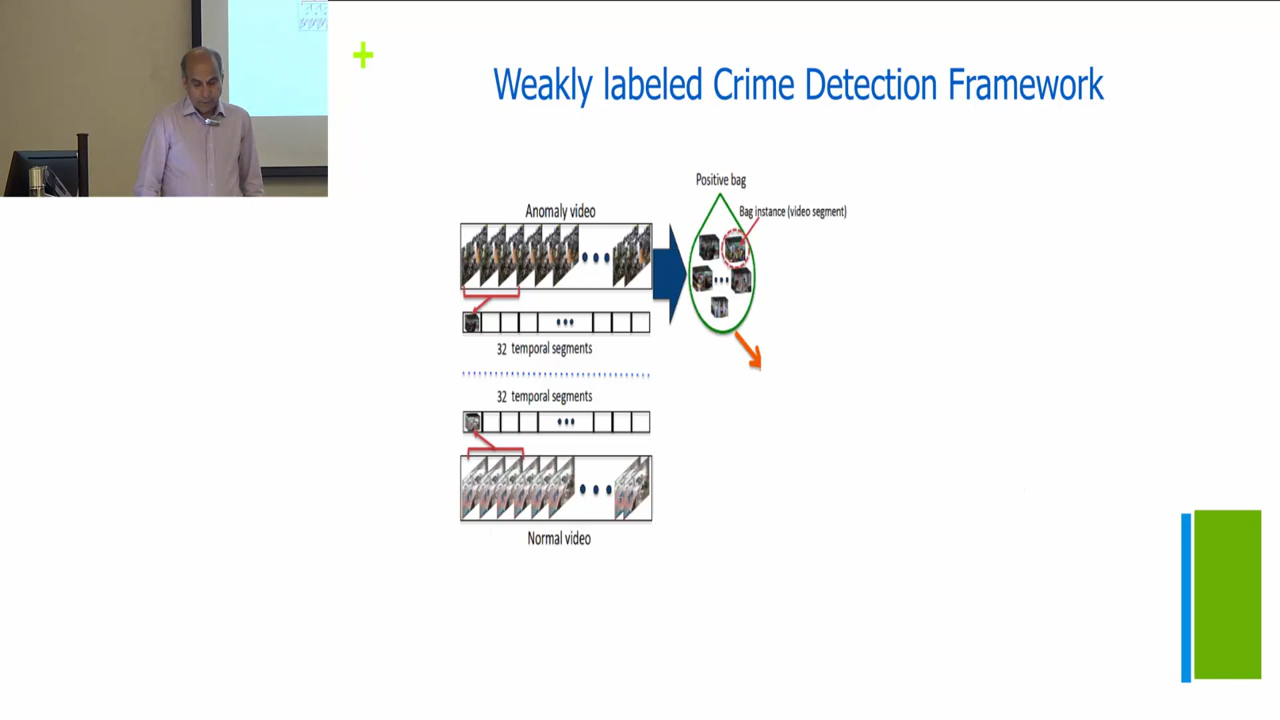 +
Weakly labeled Crime Detection Framework
Positive bag
Bag instance (video segment)
Anomaly video
32 temporal segments
32 temporal segments
Normal video